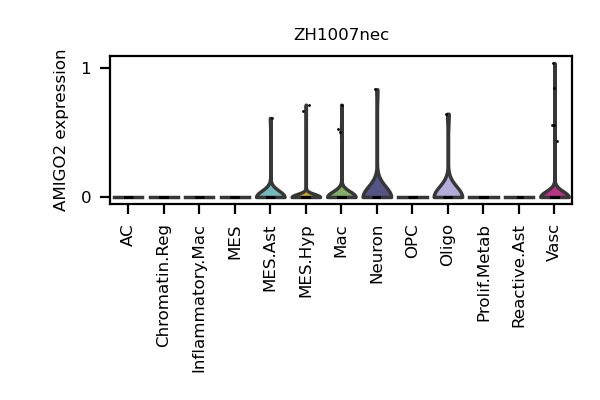 ZH1007nec
AMIGO2 expression
1
0
AC
Chromatin.Reg
Inflammatory.Mac
MES
MES.Ast
MES.Hyp
Mac
Neuron
OPC
Oligo
Prolif.Metab
Reactive.Ast
Vasc